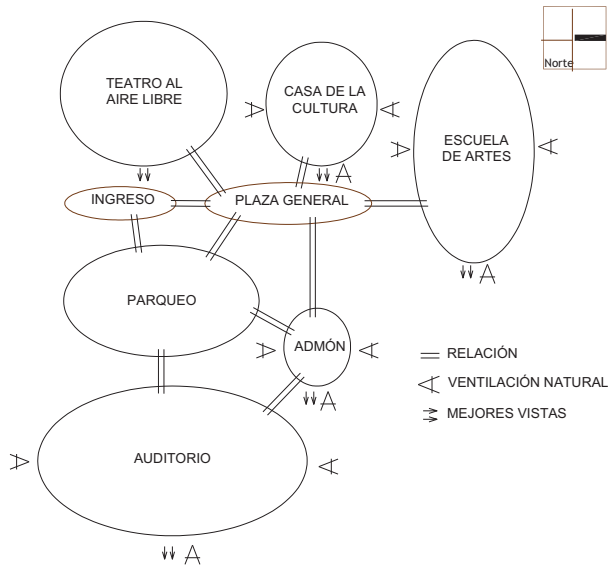 TEATRO AL
AIRE LIBRE
CASA DE LA
CULTURA
ESCUELA
DE ARTES
Norte
INGRESO
PLAZA GENERAL
PARQUEO
ADMÓN
AUDITORIO
RELACIÓN
VENTILACIÓN NATURAL
MEJORES VISTAS